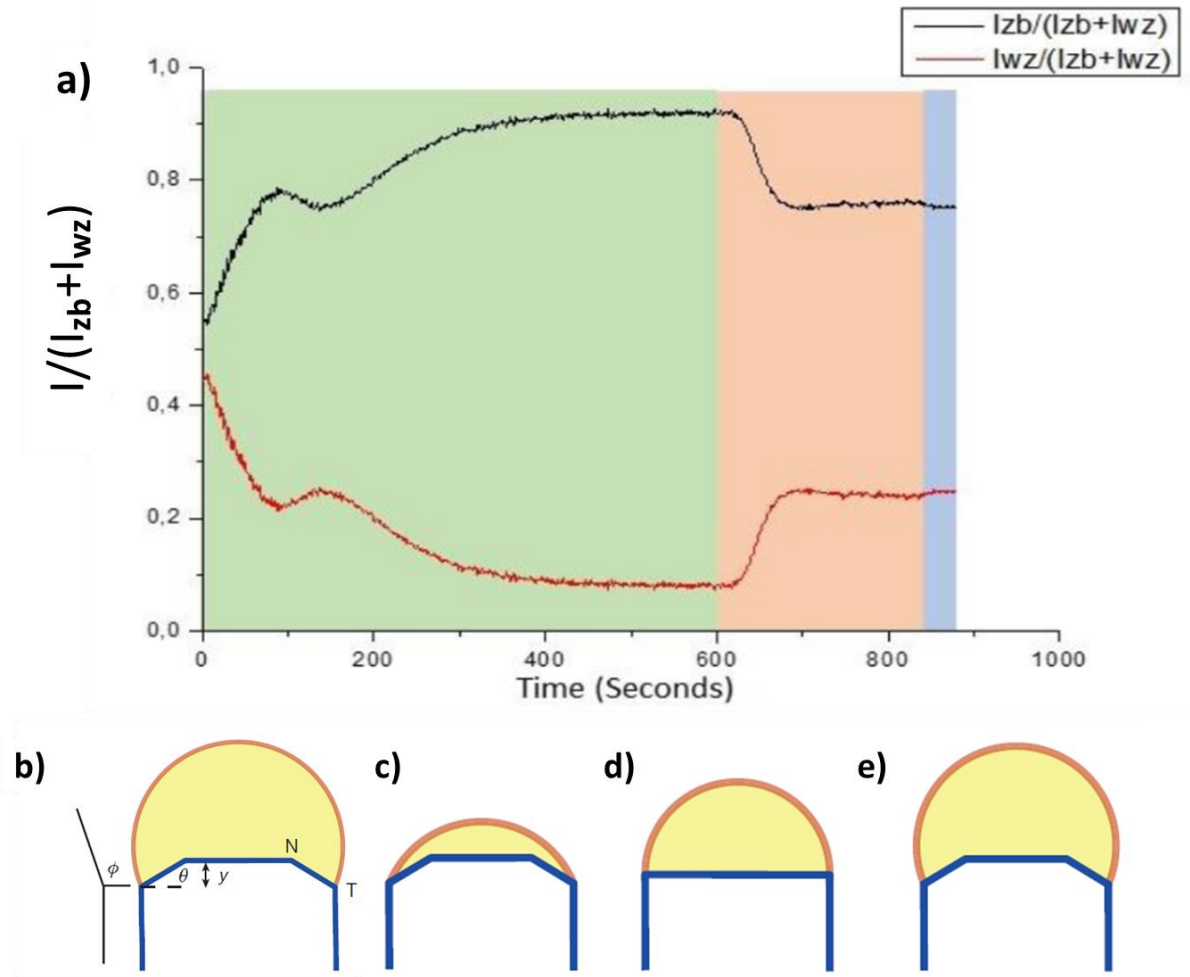 Izb/(Izb+Iwz)
Iwz/(Izb+Iwz)
a)
1,0
0,8
0,6
0,4
0,2
0,0
I/(Izb+Iwz)
0 200 400 600 800 1000
Time (Seconds)
b) c) d) e)
N
ϕ θ y
T